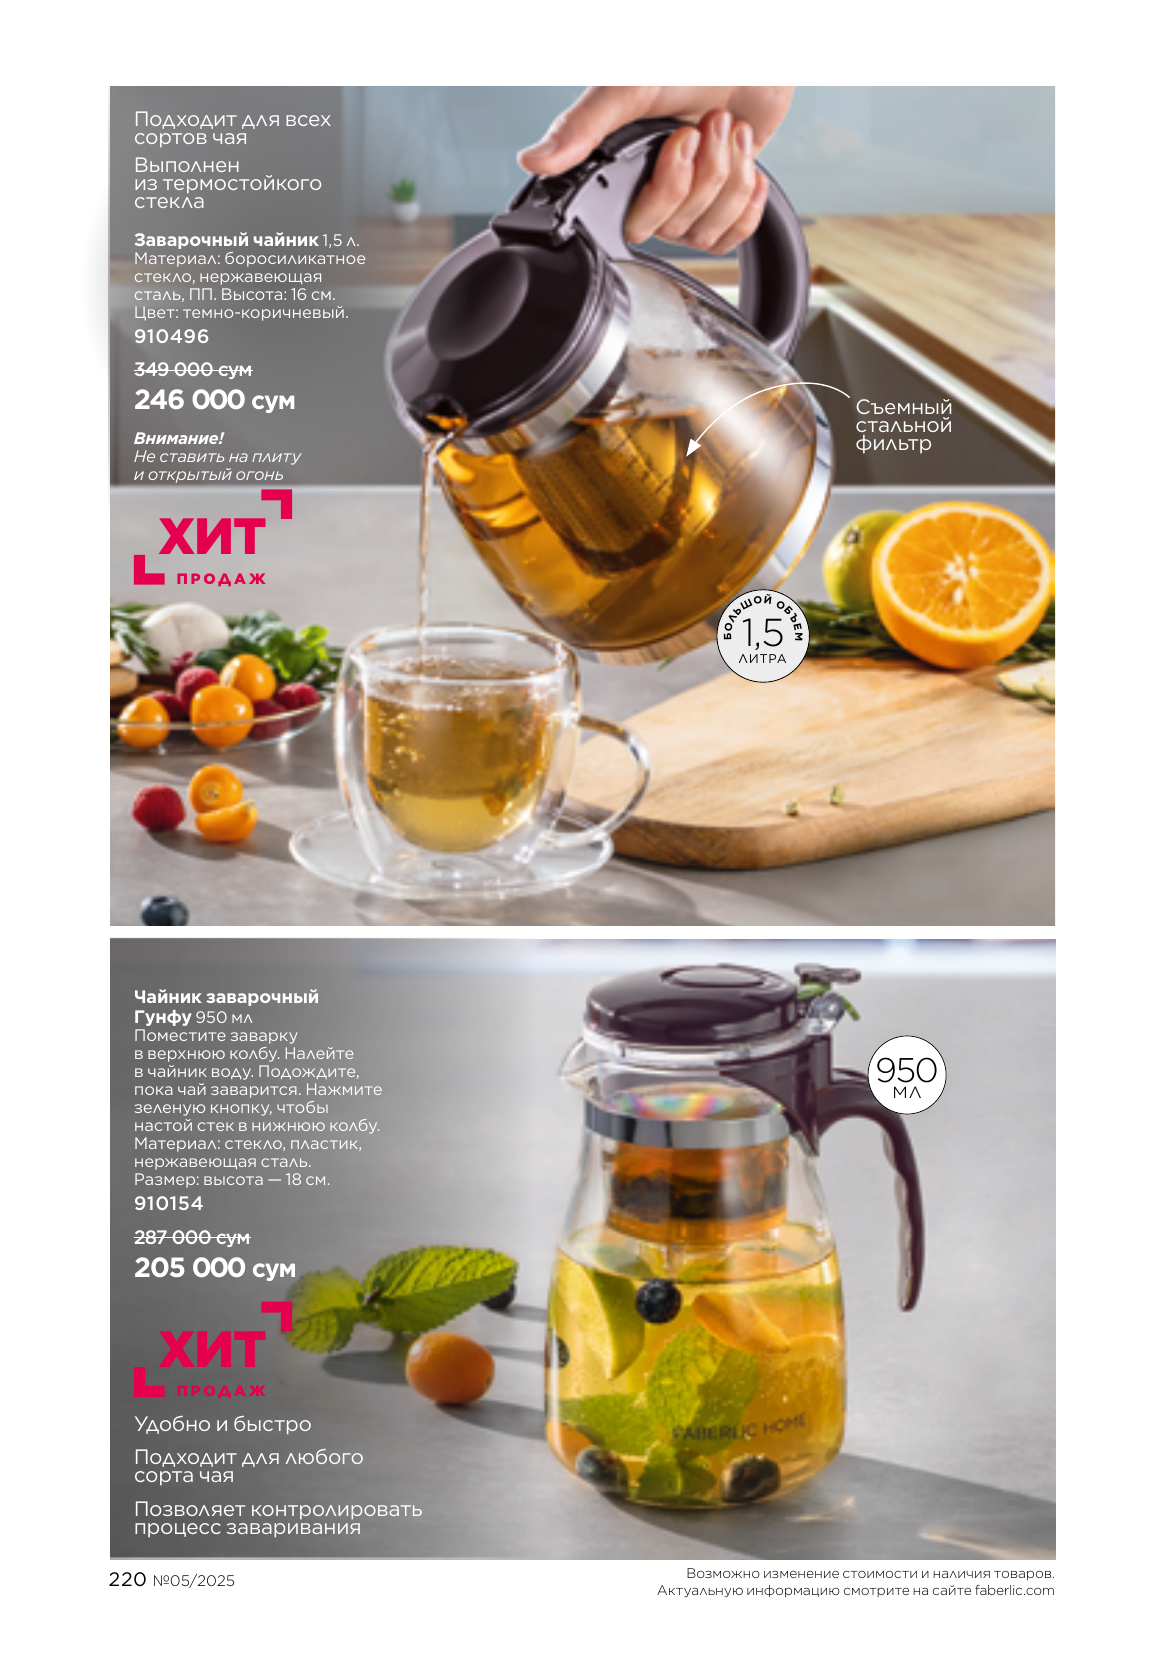 Подходит для всех
сортов чая
Выполнен
из термостойкого
стекла
Заварочный чайник 1,5 л.
Материал: боросиликатное
стекло, нержавеющая
сталь, ПП. Высота: 16 см.
Цвет: темно-коричневый.
910496
349 000 сум
246 000 сум
Внимание!
Не ставить на плиту
и открытый огонь
ХИТ
ПРОДАЖ
Съемный
стальной
фильтр
БОЛЬШОЙ ОБЪЕМ
1,5
ЛИТРА
Чайник заварочный
Гунфу 950 мл
Поместите заварку
в верхнюю колбу. Налейте
в чайник воду. Подождите,
пока чай заварится. Нажмите
зеленую кнопку, чтобы
настой стек в нижнюю колбу.
Материал: стекло, пластик,
нержавеющая сталь.
Размер: высота — 18 см.
910154
287 000 сум
205 000 сум
ХИТ
ПРОДАЖ
Удобно и быстро
Подходит для любого
сорта чая
Позволяет контролировать
процесс заваривания
950
МЛ
FABERLIC HOME
220 №05/2025
Возможно изменение стоимости и наличия товаров.
Актуальную информацию смотрите на сайте faberlic.com